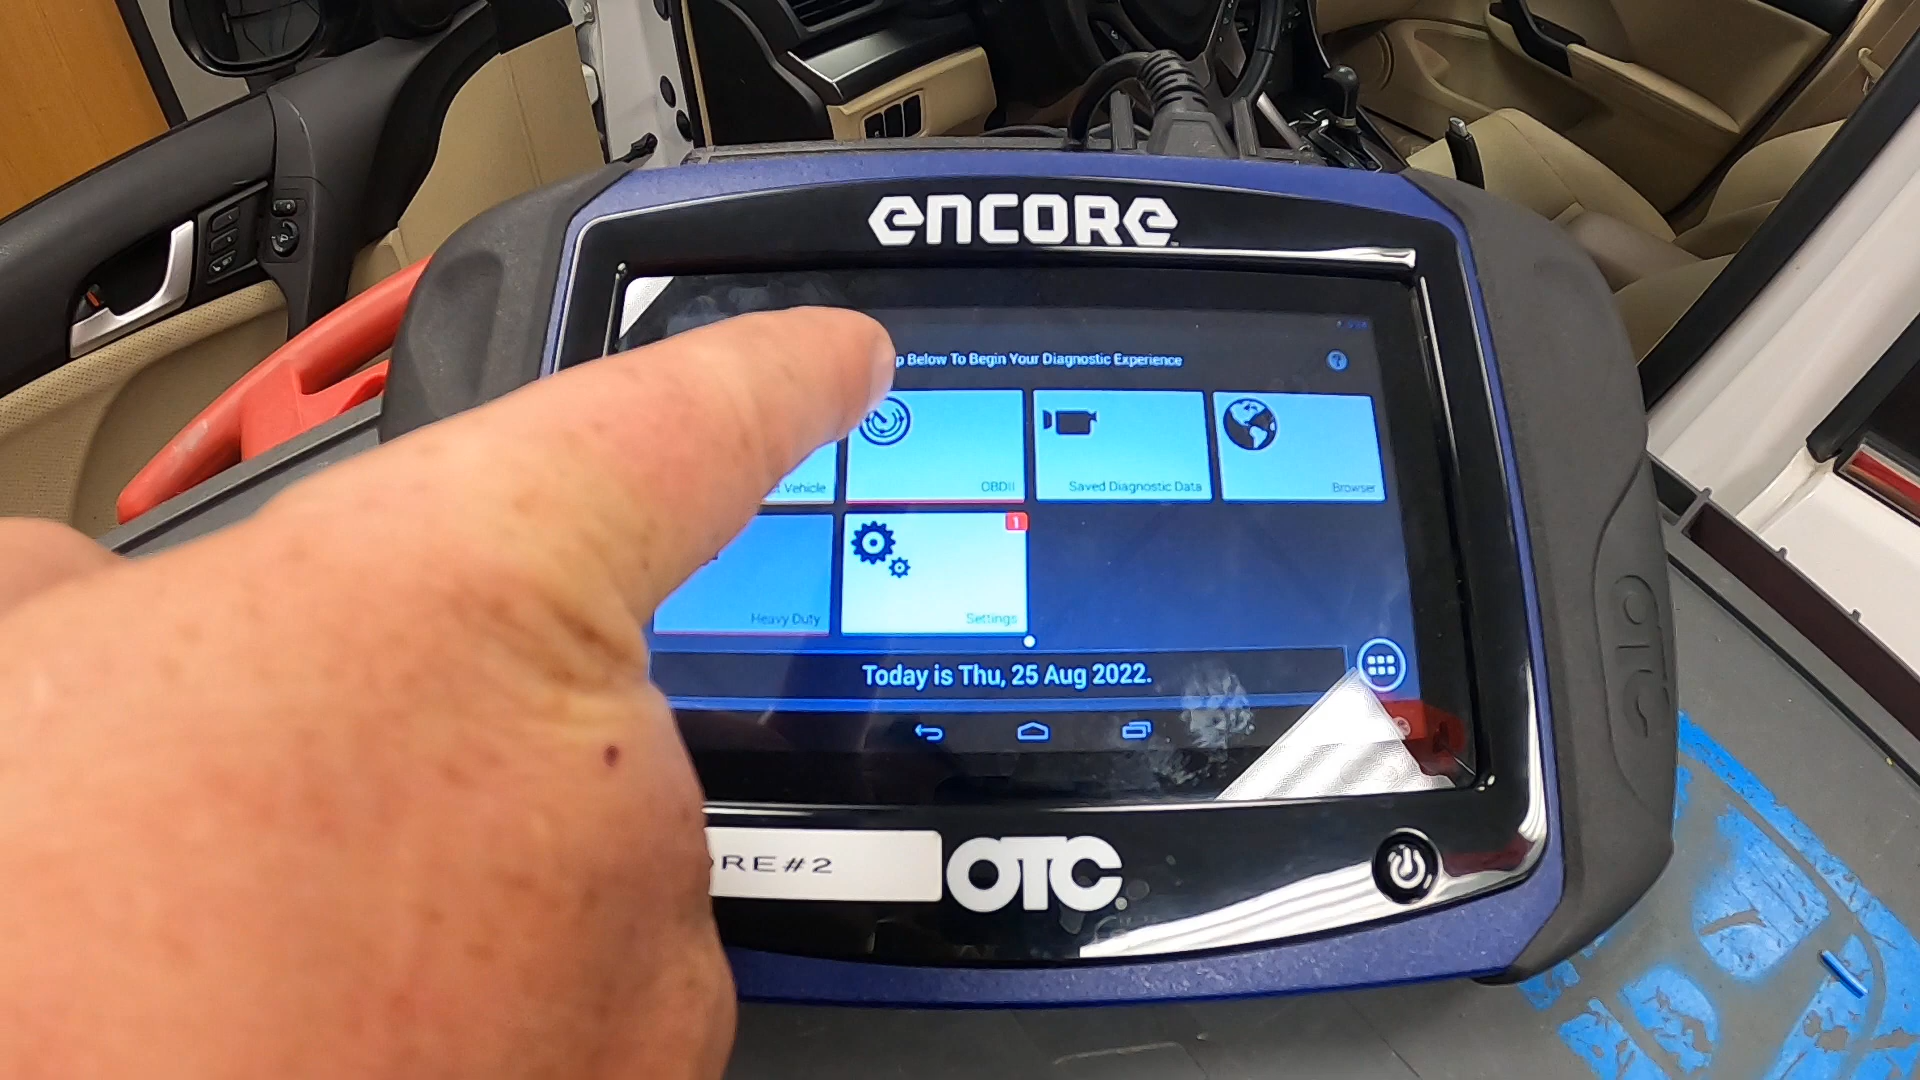 encore
p Below To Begin Your Diagnostic Experience
?
Vehicle
OBDII
Saved Diagnostic Data
Browser
1
Heavy Duty
Settings
Today is Thu, 25 Aug 2022.
RE#2
OTC
OTC